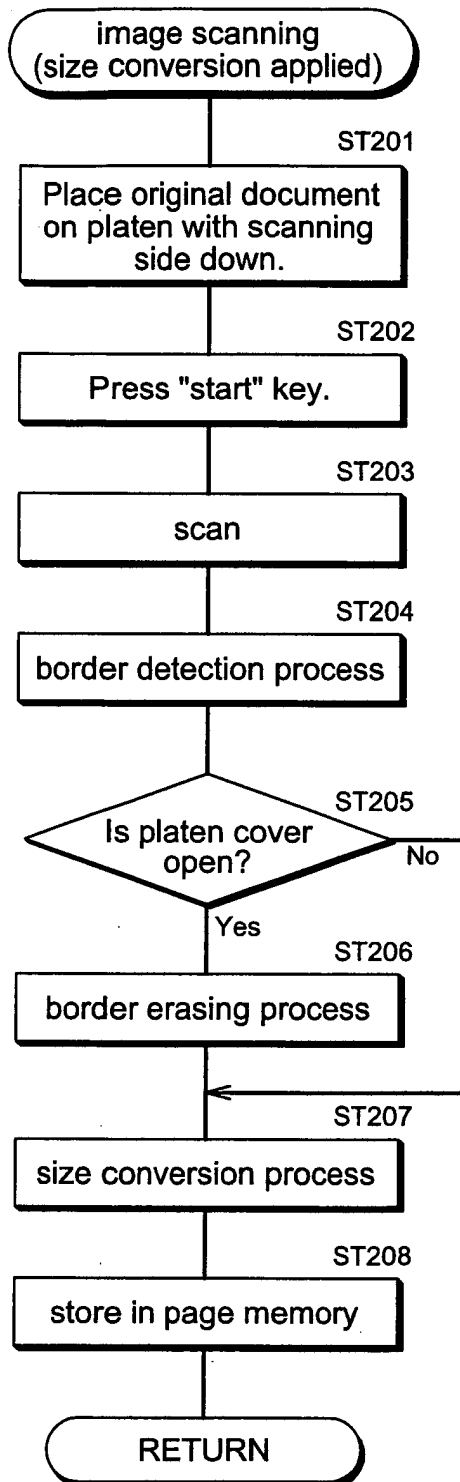 image scanning
(size conversion applied)
ST201
Place original document
on platen with scanning
side down.
ST202
Press "start" key.
ST203
scan
ST204
border detection process
ST205
Is platen cover
open?
No
Yes
ST206
border erasing process
ST207
size conversion process
ST208
store in page memory
RETURN